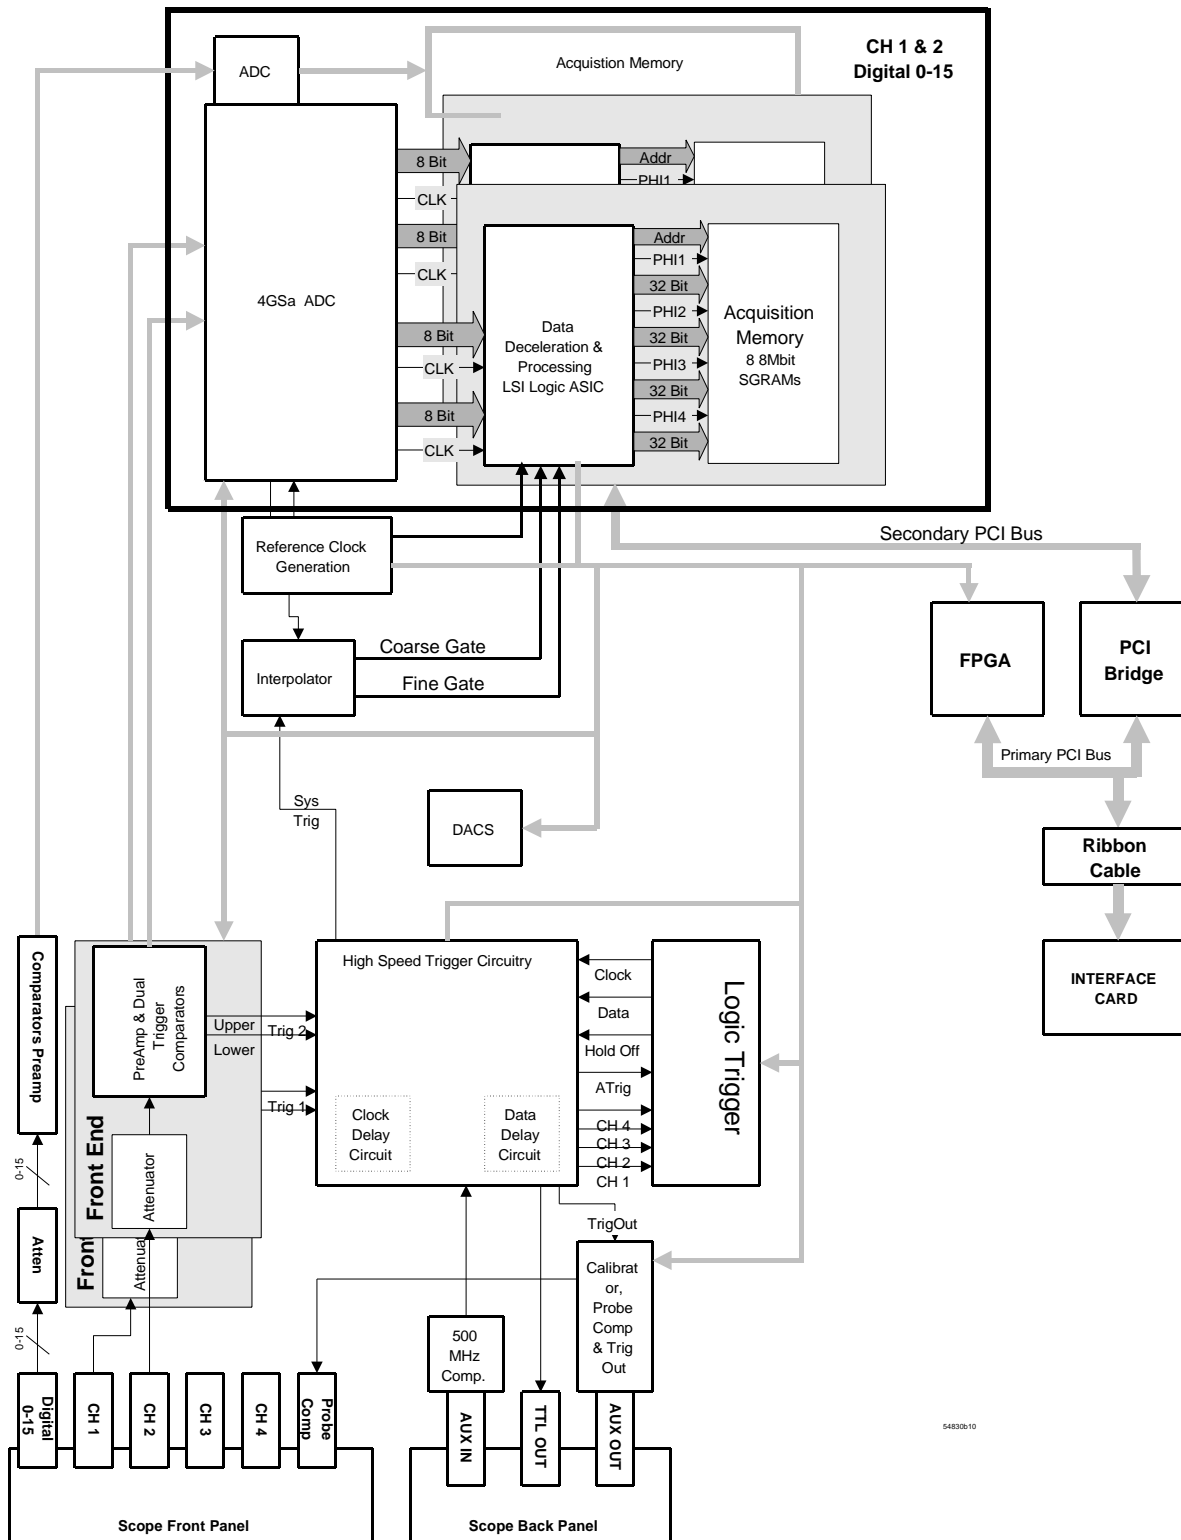 CH 1 & 2
Digital 0-15
ADC
Acquistion Memory
8 Bit
CLK
8 Bit
CLK
8 Bit
CLK
8 Bit
CLK
4GSa ADC
Addr
PHI1
Data
Deceleration &
Processing
LSI Logic ASIC
Addr
PHI1
32 Bit
PHI2
32 Bit
PHI3
32 Bit
PHI4
32 Bit
Acquisition
Memory
8 8Mbit
SGRAMs
Reference Clock
Generation
Secondary PCI Bus
Interpolator
Coarse Gate
Fine Gate
FPGA
PCI
Bridge
Primary PCI Bus
Sys
Trig
DACS
Ribbon
Cable
INTERFACE
CARD
Comparators Preamp
0-15
Atten
0-15
PreAmp & Dual
Trigger
Comparators
Front End
Attenuator
Front
Attenuat
Upper
Trig 2
Lower
Trig 1
High Speed Trigger Circuitry
Clock
Delay
Circuit
Data
Delay
Circuit
Clock
Data
Hold Off
ATrig
CH 4
CH 3
CH 2
CH 1
Logic Trigger
TrigOut
Calibrat
or,
Probe
Comp
& Trig
Out
500
MHz
Comp.
Digital
0-15
CH 1
CH 2
CH 3
CH 4
Probe
Comp
AUX IN
TTL OUT
AUX OUT
54830b10
Scope Front Panel
Scope Back Panel